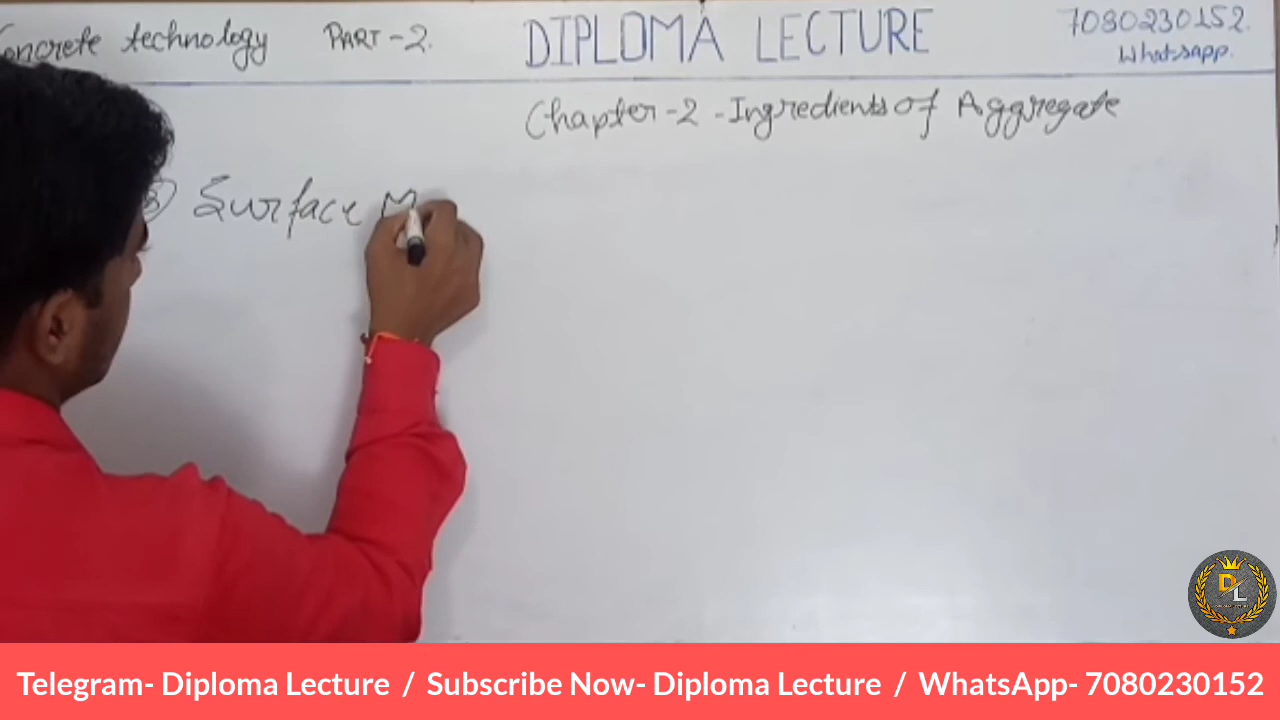 Concrete technology PART-2. DIPLOMA LECTURE 7080230152.
Whatsapp.
Chapter-2 - Ingredients of Aggregate
Surface M
DL
Telegram- Diploma Lecture / Subscribe Now- Diploma Lecture / WhatsApp- 7080230152